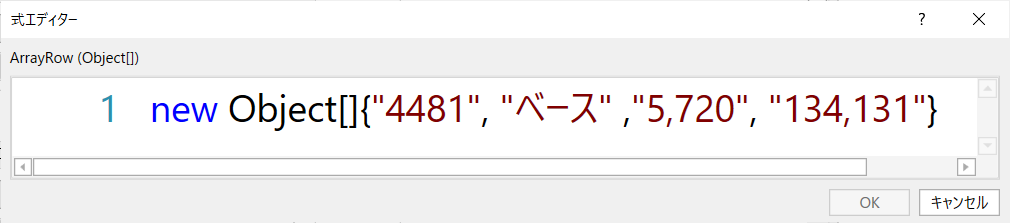 式エディター
ArrayRow (Object[])
1 new Object[]{"4481", "ベース" ,"5,720", "134,131"}
OK キャンセル